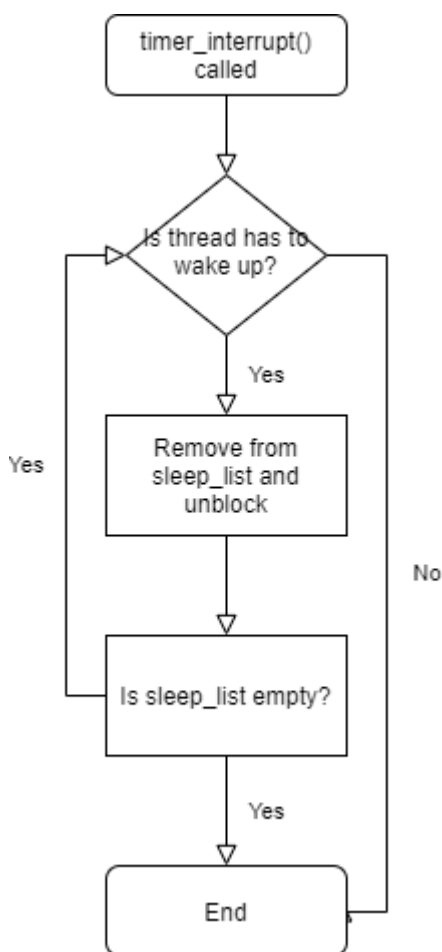 timer_interrupt()
called
Is thread has to
wake up?
Yes
Remove from
sleep_list and
unblock
Yes
No
Is sleep_list empty?
Yes
End